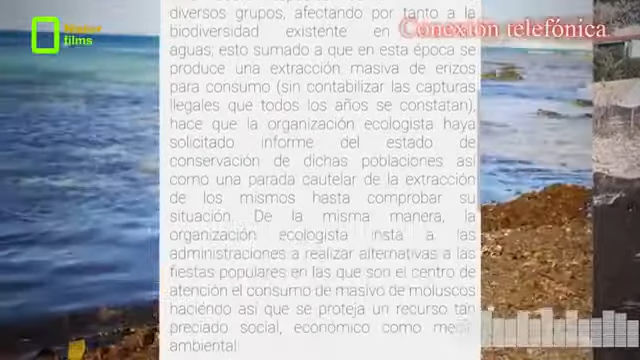 films
Conexión telefónica
diversos grupos, afectando por tanto a la
biodiversidad existente en
aguas; esto sumado a que en esta época se
produce una extracción masiva de erizos
para consumo (sin contabilizar las capturas
llegales que todos los años se constatan),
hace que la organización ecologista haya
solicitado informe del estado de
conservación de dichas poblaciones así
como una parada cautelar de la extracción
de los mismos hasta comprobar su
situación. De la misma manera, la
organización ecologista insta a las
administraciones a realizar alternativas a las
fiestas populares en las que son el centro de
atención el consumo de masivo de moluscos
haciéndo así que se proteja un recurso tan
preciado social, económico como
ambiental